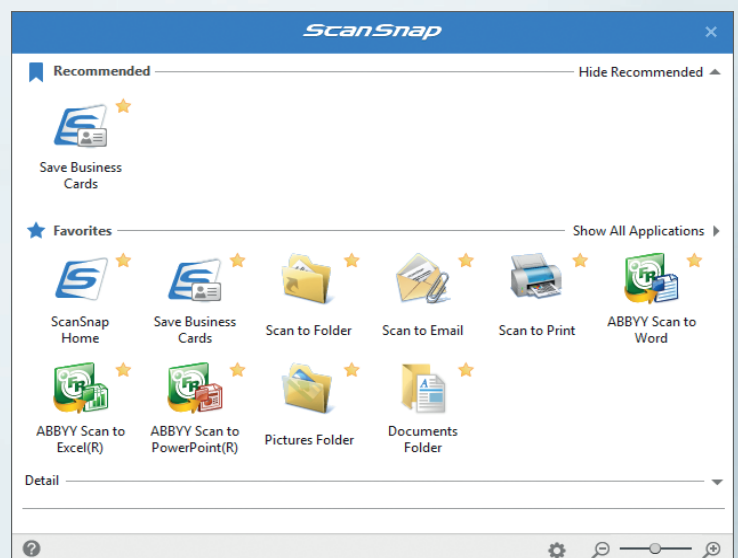 ScanSnap
Recommended
Hide Recommended
Save Business
Cards
Favorites
Show All Applications
ScanSnap
Home
Save Business
Cards
Scan to Folder
Scan to Email
Scan to Print
ABBYY Scan to
Word
ABBYY Scan to
Excel(R)
ABBYY Scan to
PowerPoint(R)
Pictures Folder
Documents
Folder
Detail